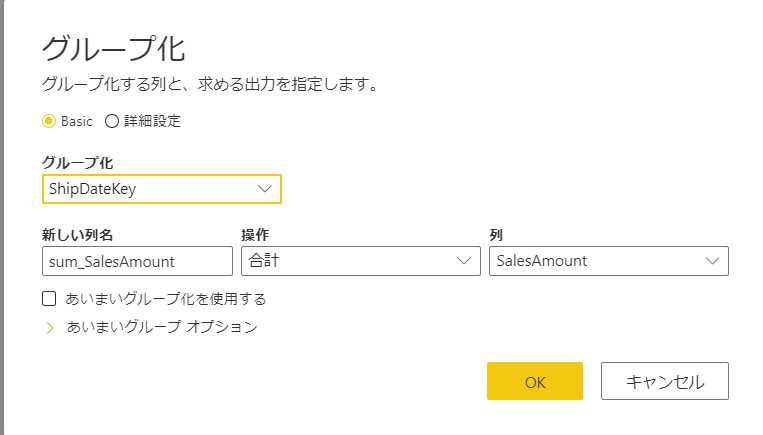 グループ化
グループ化する列と、求める出力を指定します。
Basic 詳細設定
グループ化
ShipDateKey
新しい列名 操作 列
sum_SalesAmount 合計 SalesAmount
あいまいグループ化を使用する
あいまいグループ オプション
OK キャンセル